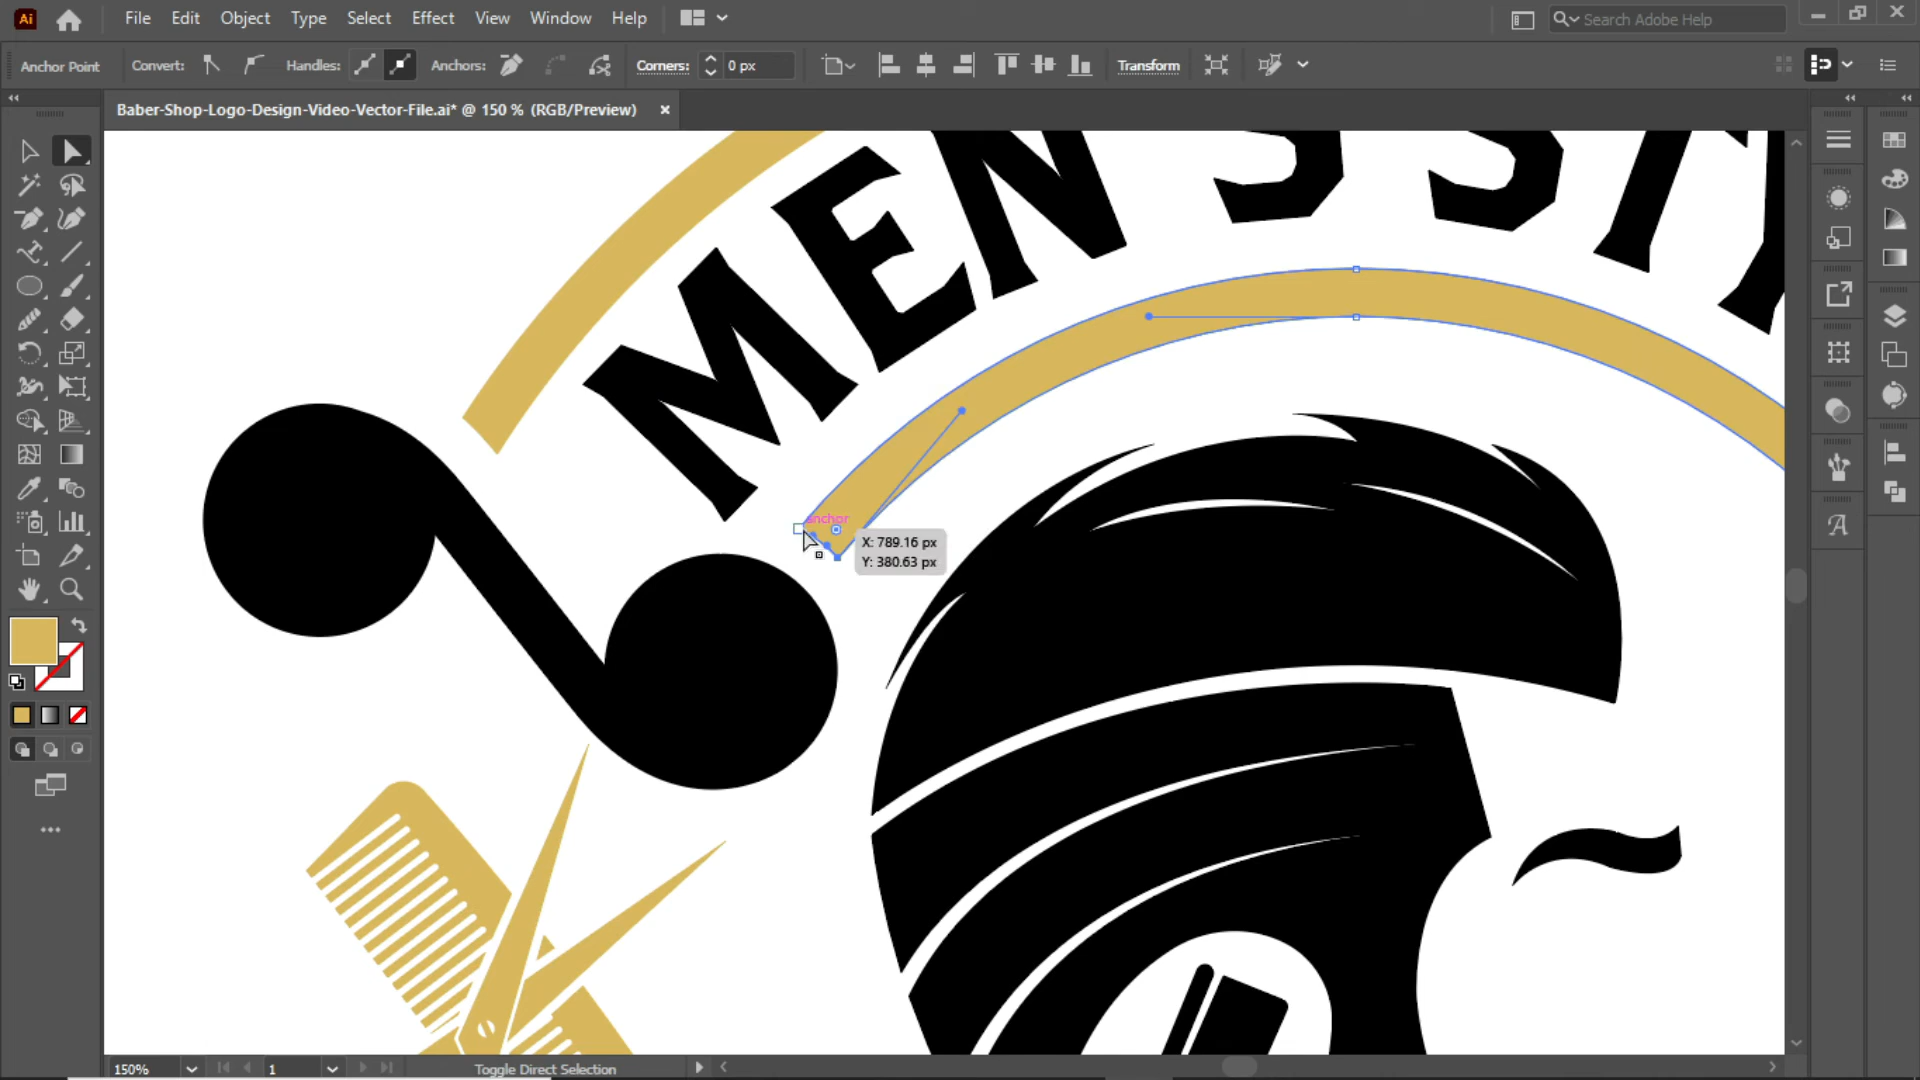 Ai File Edit Object Type Select Effect View Window Help Search Adobe Help
Anchor Point Convert: Handles: Anchors: Corners: 0 px Transform
Baber-Shop-Logo-Design-Video-Vector-File.ai* @ 150 % (RGB/Preview) ×
MEN'S
anchor
X: 789.16 px
Y: 380.63 px
150% 1 Toggle Direct Selection